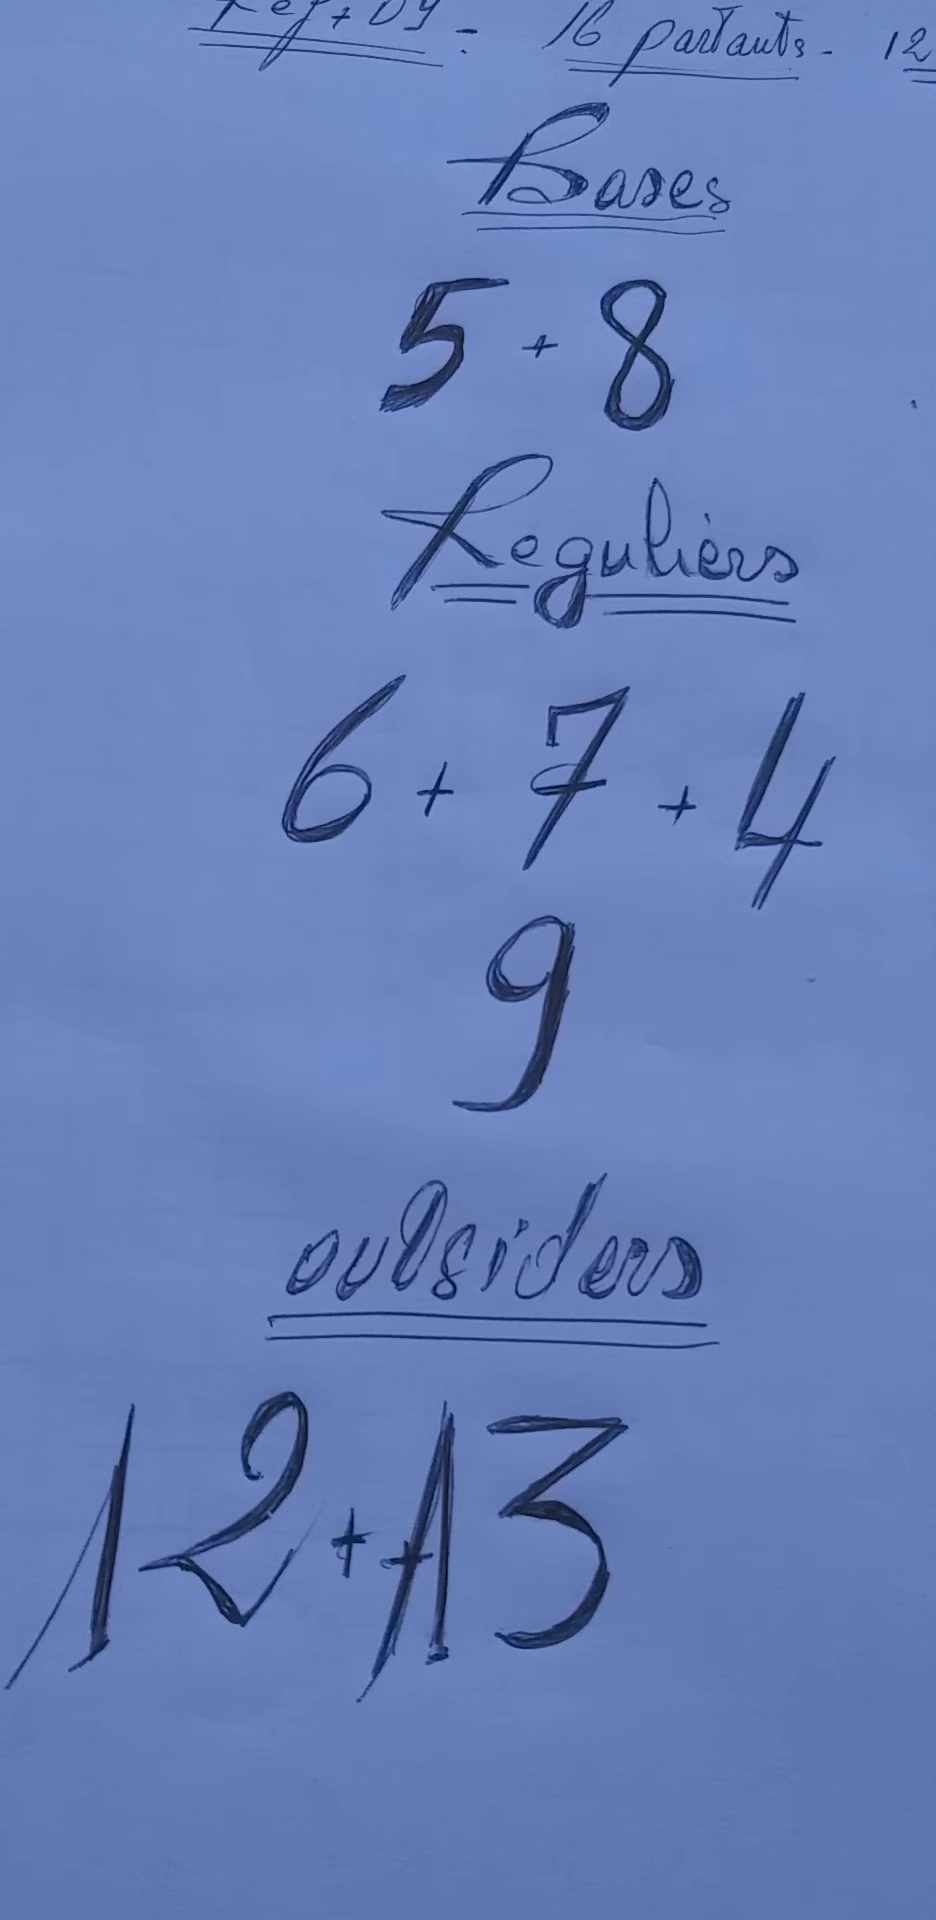 16 partants - 12
Bases
5 + 8
Reguliers
6 + 7 + 4
9
outsiders
12 + 13